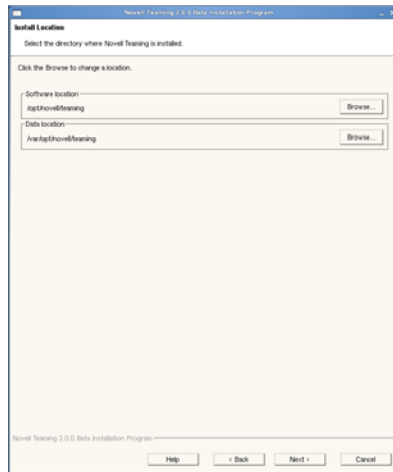 Novell Teaming 2.0.0 Beta Installation Program
Install Location
Select the directory where Novell Teaming is installed.
Click the Browse to change a location.
Software location
/opt/novell/teaming
Browse...
Data location
/var/opt/novell/teaming
Browse...
Novell Teaming 2.0.0 Beta Installation Program
Help
< Back
Next >
Cancel